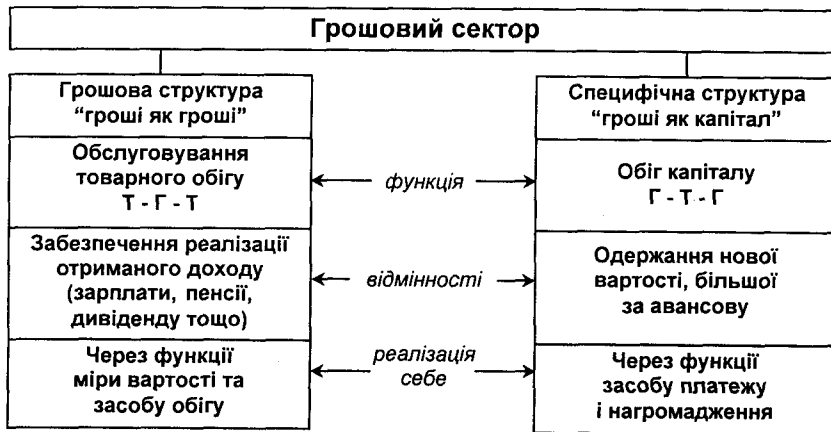 Грошовий сектор
Грошова структура
“гроші як гроші”
Специфічна структура
“гроші як капітал”
Обслуговування
товарного обігу
Т - Г - Т
функція
Обіг капіталу
Г - Т - Г
Забезпечення реалізації
отриманого доходу
(зарплати, пенсії,
дивіденду тощо)
відмінності
Одержання нової
вартості, більшої
за авансову
Через функції
міри вартості та
засобу обігу
реалізація
себе
Через функції
засобу платежу
і нагромадження